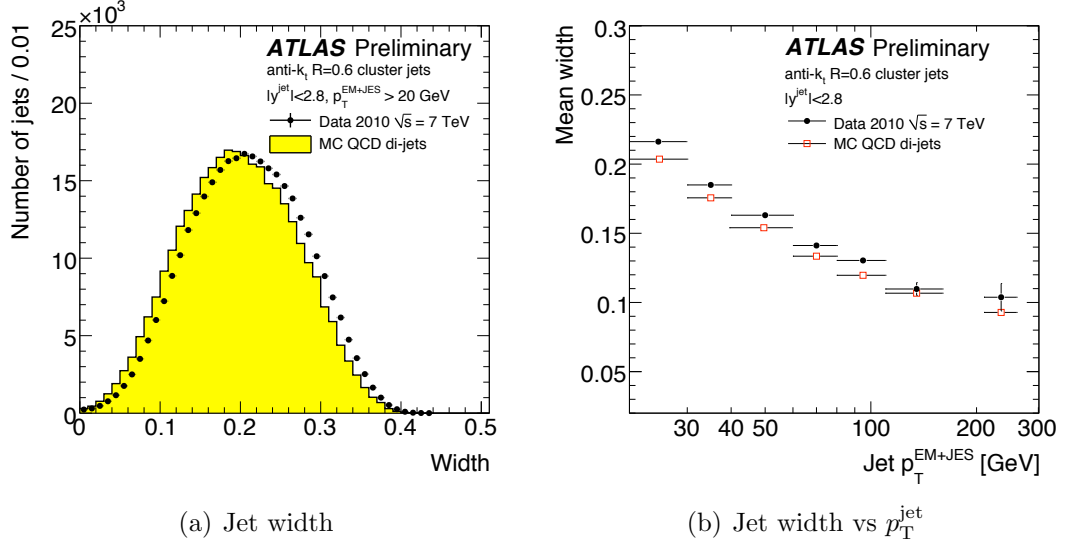 ×10³
25
20
15
10
5
0
Number of jets / 0.01
ATLAS Preliminary
anti-kₜ R=0.6 cluster jets
|y^jet|<2.8, p_T^EM+JES > 20 GeV
Data 2010 √s = 7 TeV
MC QCD di-jets
0 0.1 0.2 0.3 0.4 0.5
Width
(a) Jet width
Mean width
0.3
0.25
0.2
0.15
0.1
0.05
ATLAS Preliminary
anti-kₜ R=0.6 cluster jets
|y^jet|<2.8
Data 2010 √s = 7 TeV
MC QCD di-jets
30 40 50 100 200 300
Jet p_T^EM+JES [GeV]
(b) Jet width vs p_T^jet